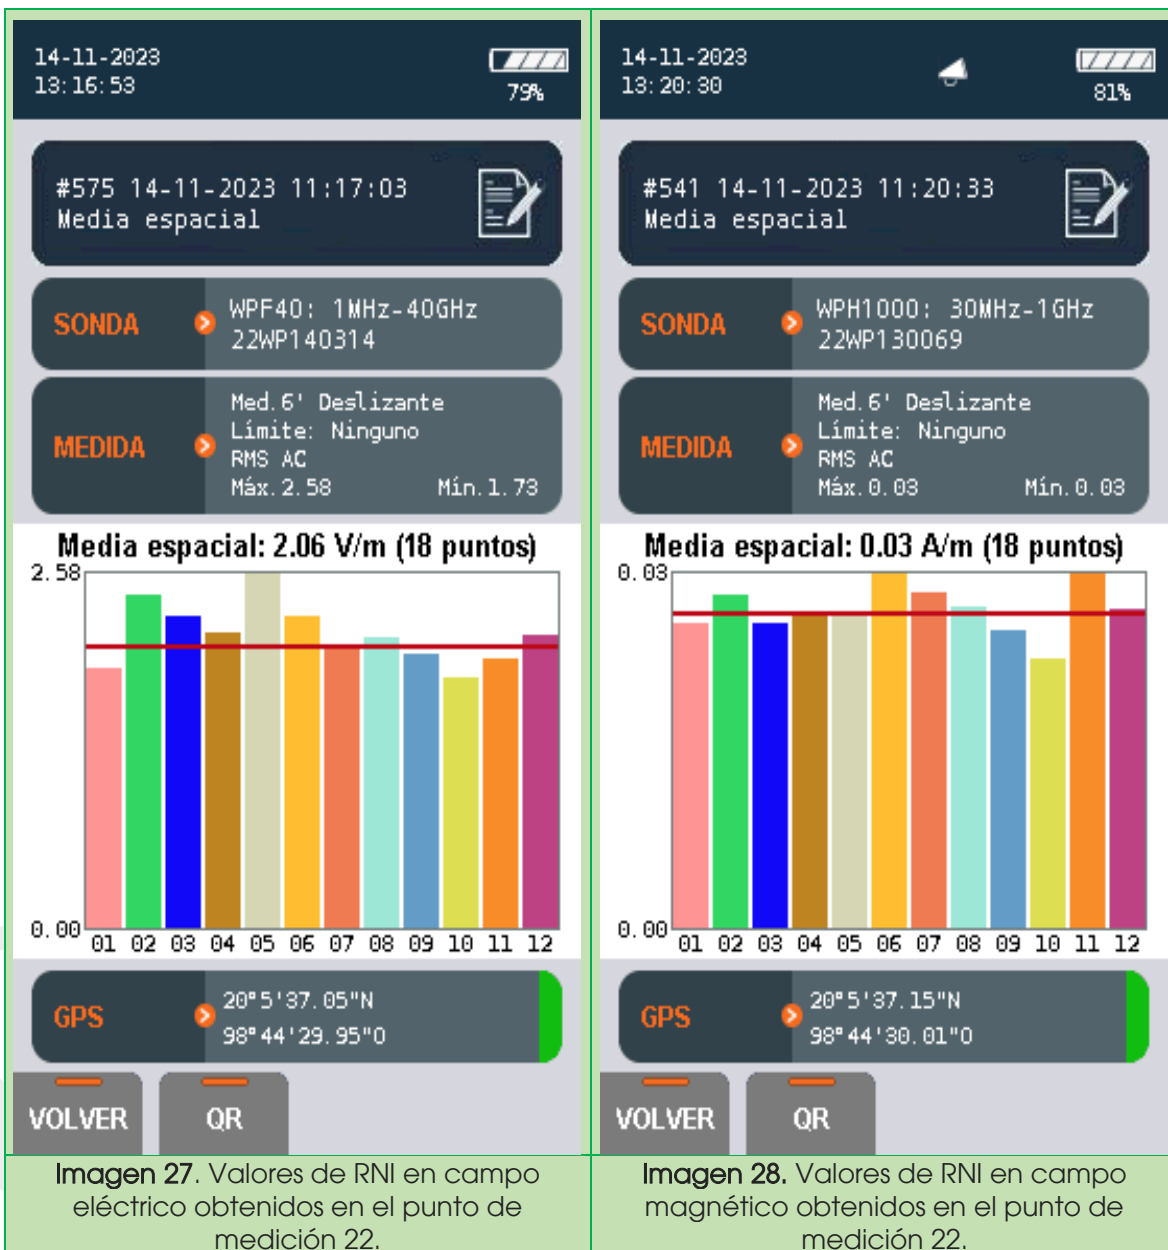 14-11-2023
13:16:53
79%
#575 14-11-2023 11:17:03
Media espacial
SONDA
WPF40: 1MHz-40GHz
22WP140314
MEDIDA
Med.6' Deslizante
Límite: Ninguno
RMS AC
Máx.2.58 Mín.1.73
Media espacial: 2.06 V/m (18 puntos)
2.58
0.00
01 02 03 04 05 06 07 08 09 10 11 12
GPS
20°5'37.05"N
98°44'29.95"O
VOLVER QR
Imagen 27. Valores de RNI en campo
eléctrico obtenidos en el punto de
medición 22.
14-11-2023
13:20:30
81%
#541 14-11-2023 11:20:33
Media espacial
SONDA
WPH1000: 30MHz-1GHz
22WP130069
MEDIDA
Med.6' Deslizante
Límite: Ninguno
RMS AC
Máx.0.03 Mín.0.03
Media espacial: 0.03 A/m (18 puntos)
0.03
0.00
01 02 03 04 05 06 07 08 09 10 11 12
GPS
20°5'37.15"N
98°44'30.01"O
VOLVER QR
Imagen 28. Valores de RNI en campo
magnético obtenidos en el punto de
medición 22.